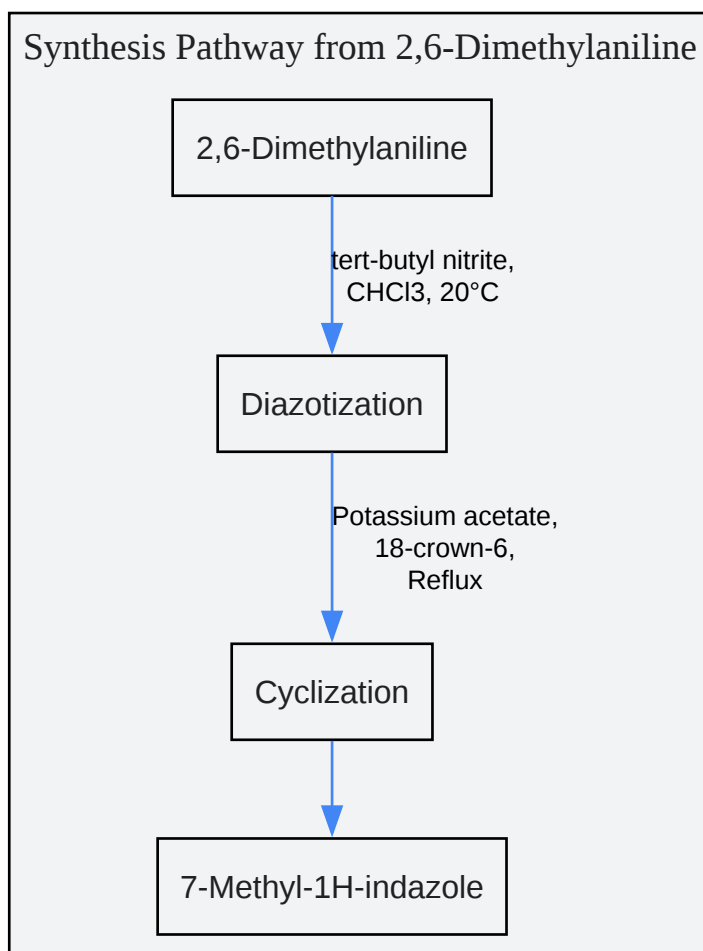 Synthesis Pathway from 2,6-Dimethylaniline
2,6-Dimethylaniline
tert-butyl nitrite,
CHCl3, 20°C
Diazotization
Potassium acetate,
18-crown-6,
Reflux
Cyclization
7-Methyl-1H-indazole